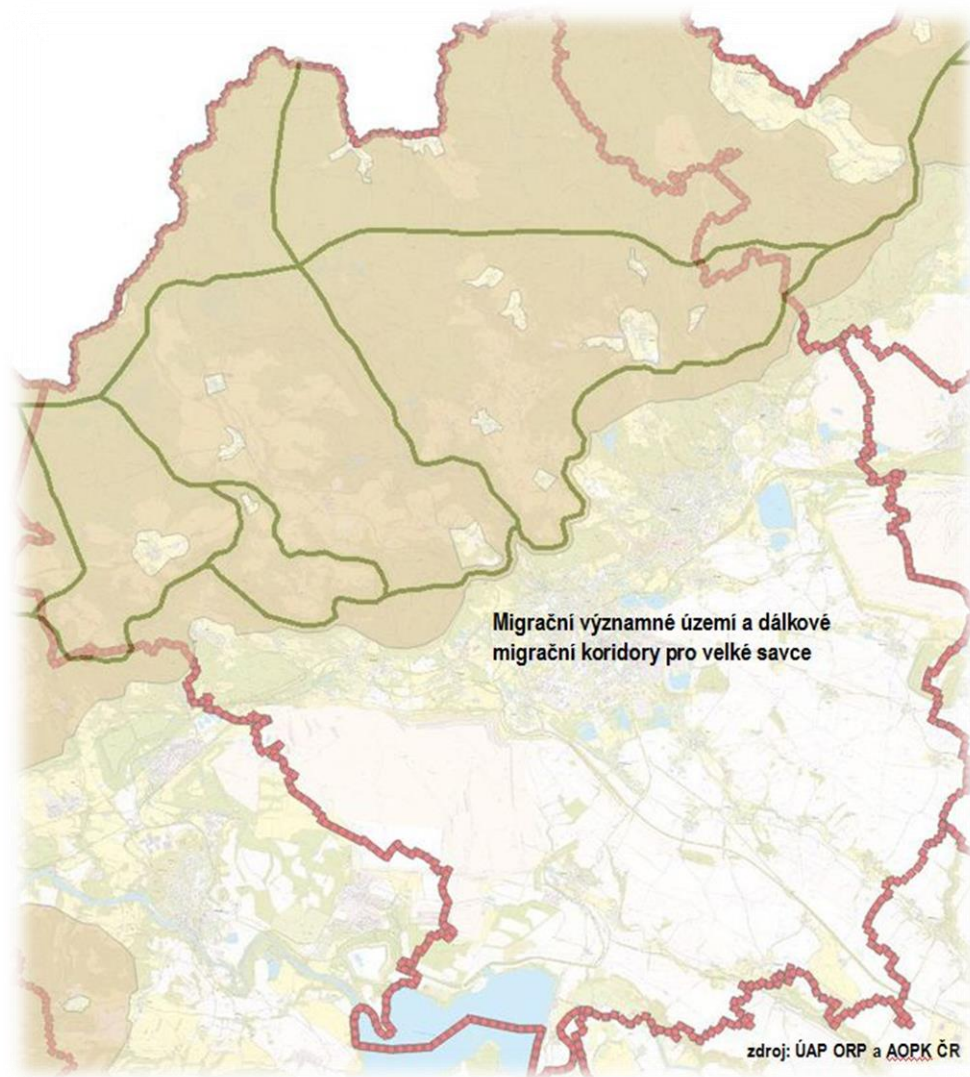 Migrační významné území a dálkové
migrační koridory pro velké savce
zdroj: ÚAP ORP a AOPK ČR